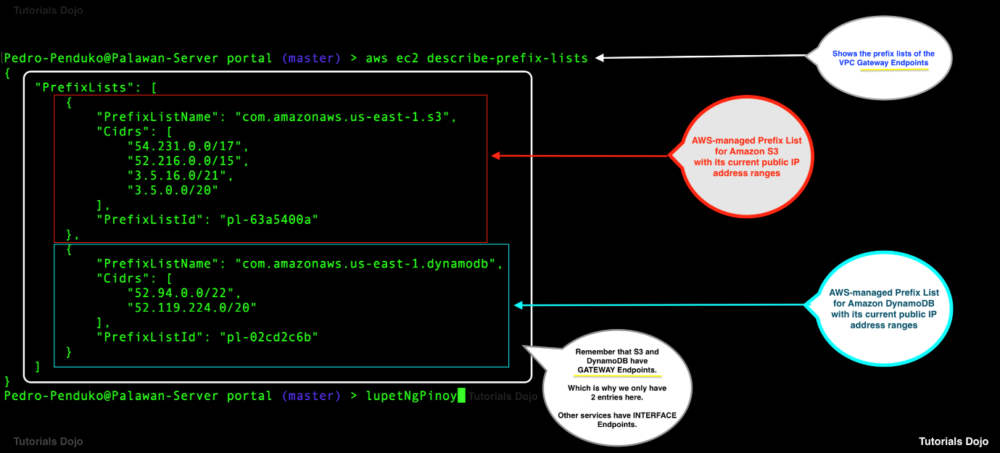 Tutorials Dojo
Pedro-Penduko@Palawan-Server portal (master) > aws ec2 describe-prefix-lists
{
"PrefixLists": [
{
"PrefixListName": "com.amazonaws.us-east-1.s3",
"Cidrs": [
"54.231.0.0/17",
"52.216.0.0/15",
"3.5.16.0/21",
"3.5.0.0/20"
],
"PrefixListId": "pl-63a5400a"
},
{
"PrefixListName": "com.amazonaws.us-east-1.dynamodb",
"Cidrs": [
"52.94.0.0/22",
"52.119.224.0/20"
],
"PrefixListId": "pl-02cd2c6b"
}
]
}
Pedro-Penduko@Palawan-Server portal (master) > lupetNgPinoy
Tutorials Dojo
Shows the prefix lists of the
VPC Gateway Endpoints
AWS-managed Prefix List
for Amazon S3
with its current public IP
address ranges
AWS-managed Prefix List
for Amazon DynamoDB
with its current public IP
address ranges
Remember that S3 and
DynamoDB have
GATEWAY Endpoints.
Which is why we only have
2 entries here.
Other services have INTERFACE
Endpoints.
Tutorials Dojo
Tutorials Dojo